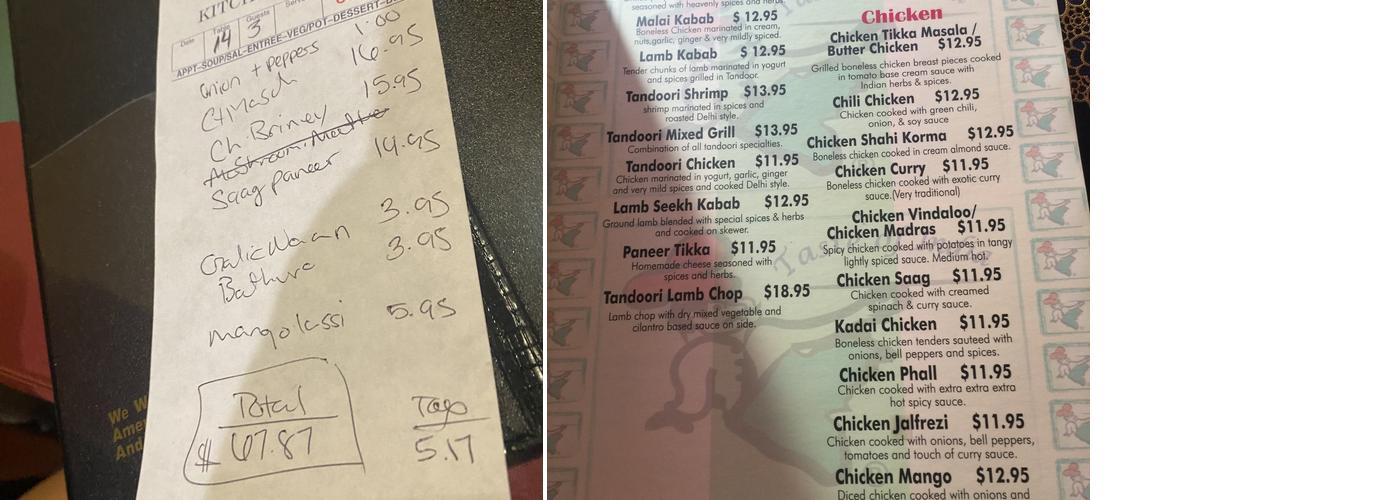 KITCH
Date
Table
Guests
14
3
APPT-SOUP/SAL-ENTREE-VEG/POT-DESSERT-B
onion + peppers 1.00
CTMasala 16.95
Ch. Briney 15.95
Saag paneer 14.95
Garlic Naan 3.95
Bathura 3.95
mango lassi 5.95
Total
$ 67.87
Togo
5.17
We W
Ame
And
seasoned with heavenly spices and herbs.
Malai Kabab $ 12.95
Boneless Chicken marinated in cream,
nuts,garlic, ginger & very mildly spiced.
Lamb Kabab $ 12.95
Tender chunks of lamb marinated in yogurt
and spices grilled in Tandoor.
Tandoori Shrimp $13.95
shrimp marinated in spices and
roasted Delhi style.
Tandoori Mixed Grill $13.95
Combination of all tandoori specialties.
Tandoori Chicken $11.95
Chicken marinated in yogurt, garlic, ginger
and very mild spices and cooked Delhi style.
Lamb Seekh Kabab $12.95
Ground lamb blended with special spices & herbs
and cooked on skewer.
Paneer Tikka $11.95
Homemade cheese seasoned with
spices and herbs.
Tandoori Lamb Chop $18.95
Lamb chop with dry mixed vegetable and
cilantro based sauce on side.
Chicken
Chicken Tikka Masala /
Butter Chicken $12.95
Grilled boneless chicken breast pieces cooked
in tomato base cream sauce with
Indian herbs & spices.
Chili Chicken $12.95
Chicken cooked with green chili,
onion, & soy sauce
Chicken Shahi Korma $12.95
Boneless chicken cooked in cream almond sauce.
Chicken Curry $11.95
Boneless chicken cooked with exotic curry
sauce.(Very traditional)
Chicken Vindaloo/
Chicken Madras $11.95
Spicy chicken cooked with potatoes in tangy
lightly spiced sauce. Medium hot.
Chicken Saag $11.95
Chicken cooked with creamed
spinach & curry sauce.
Kadai Chicken $11.95
Boneless chicken tenders sauteed with
onions, bell peppers and spices.
Chicken Phall $11.95
Chicken cooked with extra extra extra
hot spicy sauce.
Chicken Jalfrezi $11.95
Chicken cooked with onions, bell peppers,
tomatoes and touch of curry sauce.
Chicken Mango $12.95
Diced chicken cooked with onions and